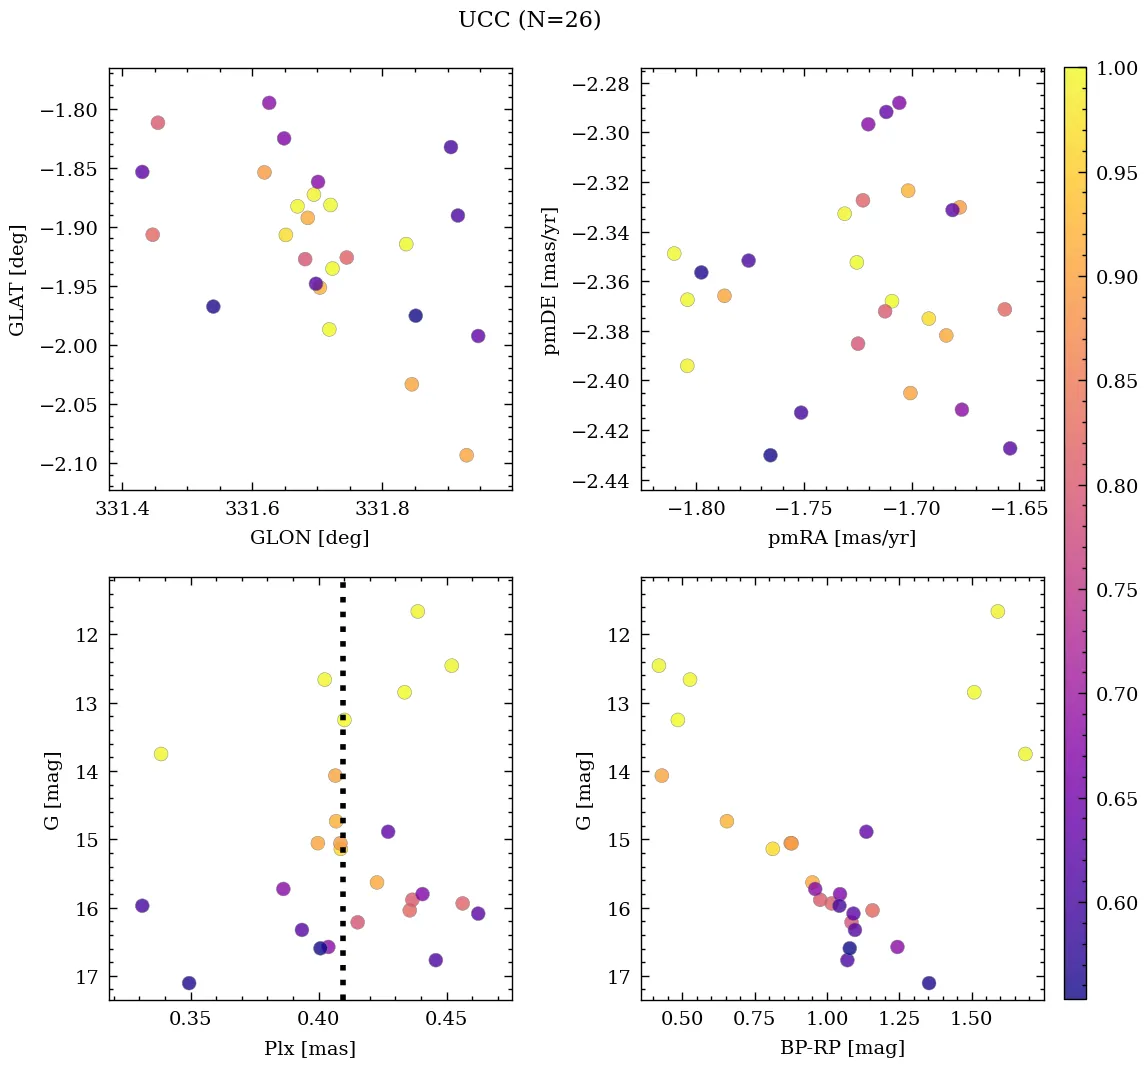 UCC (N=26)
−1.80
−1.85
−1.90
−1.95
−2.00
−2.05
−2.10
GLAT [deg]
331.4 331.6 331.8
GLON [deg]
−2.28
−2.30
−2.32
−2.34
−2.36
−2.38
−2.40
−2.42
−2.44
pmDE [mas/yr]
−1.80 −1.75 −1.70 −1.65
pmRA [mas/yr]
12
13
14
15
16
17
G [mag]
0.35 0.40 0.45
Plx [mas]
12
13
14
15
16
17
G [mag]
0.50 0.75 1.00 1.25 1.50
BP-RP [mag]
1.00
0.95
0.90
0.85
0.80
0.75
0.70
0.65
0.60